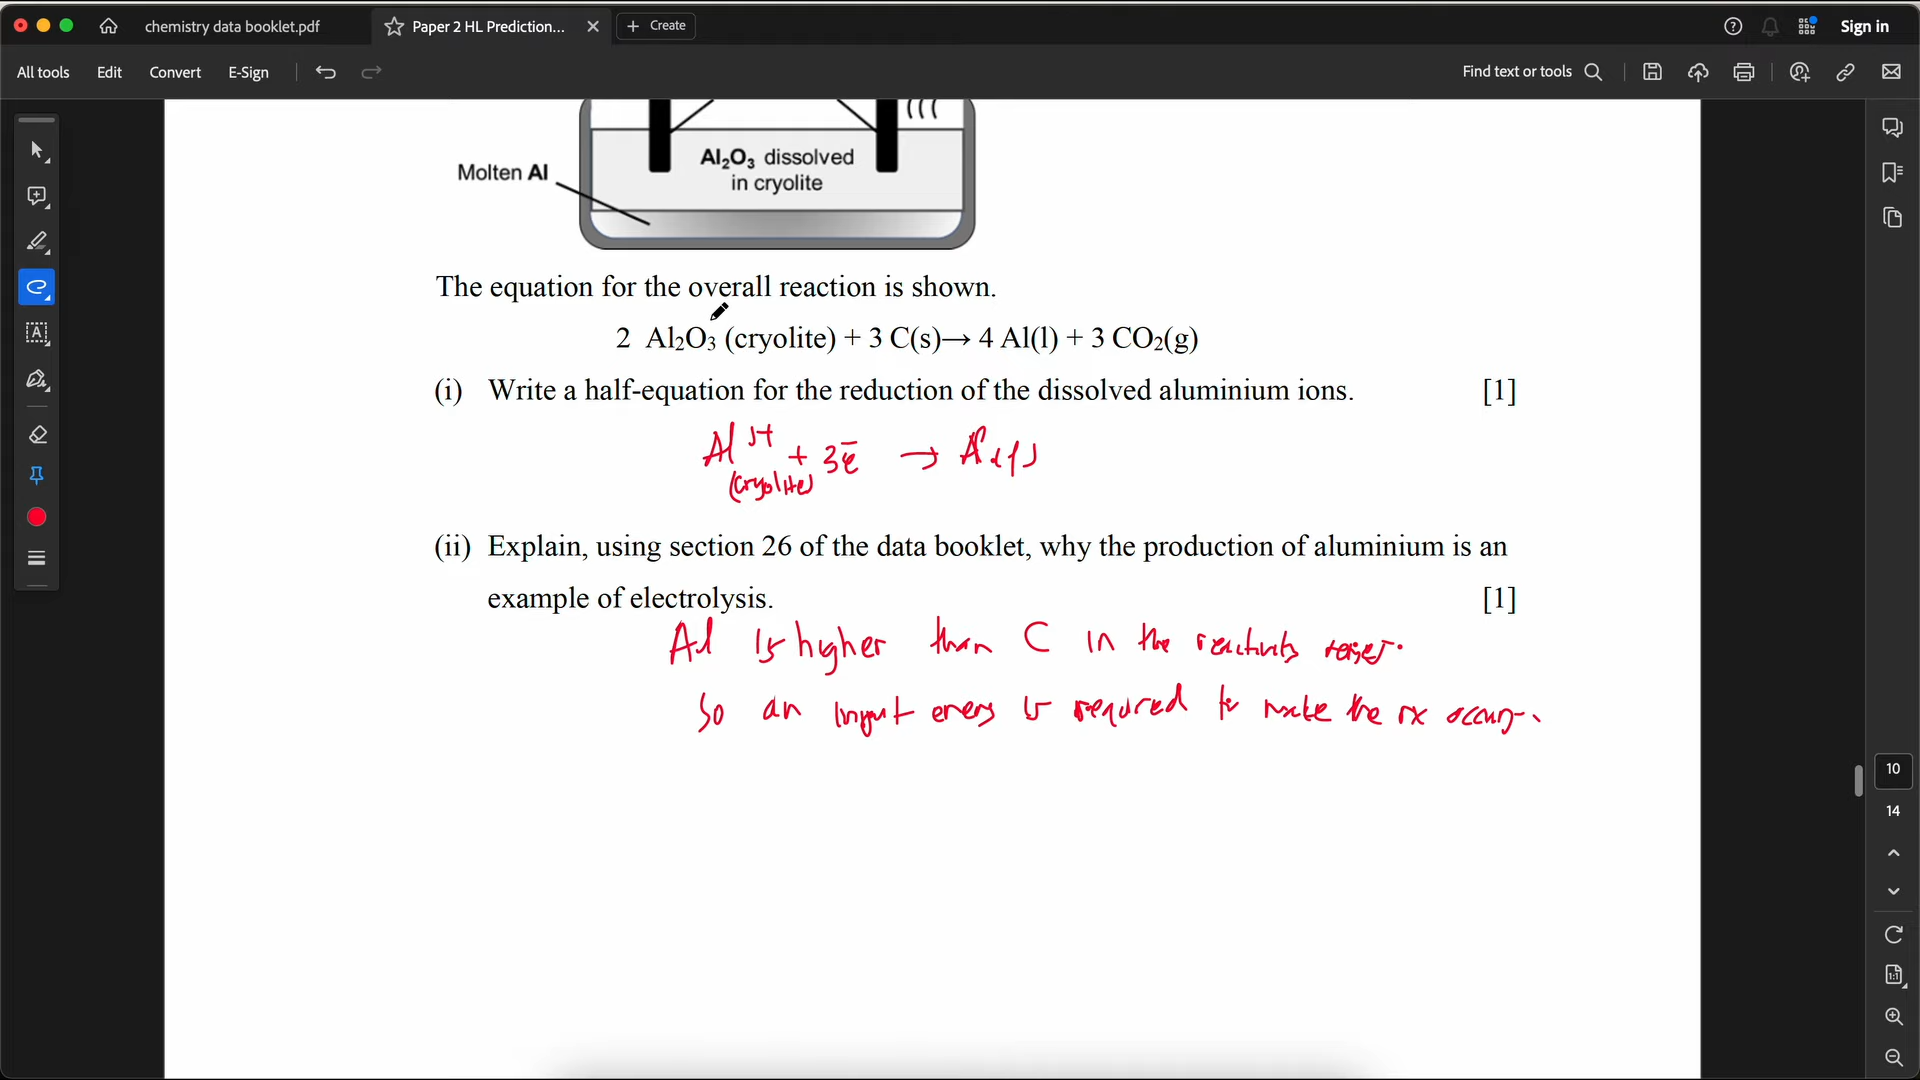 chemistry data booklet.pdf
Paper 2 HL Prediction...
Create
Sign in
All tools
Edit
Convert
E-Sign
Find text or tools
Molten Al
Al₂O₃ dissolved
in cryolite
The equation for the overall reaction is shown.
2 Al₂O₃ (cryolite) + 3 C(s)→ 4 Al(l) + 3 CO₂(g)
(i) Write a half-equation for the reduction of the dissolved aluminium ions. [1]
Al³⁺ + 3e⁻ → Al(l)
(cryolite)
(ii) Explain, using section 26 of the data booklet, why the production of aluminium is an
example of electrolysis. [1]
Al is higher than C in the reactivity
So an input energy is required to make the rx occur
10
14